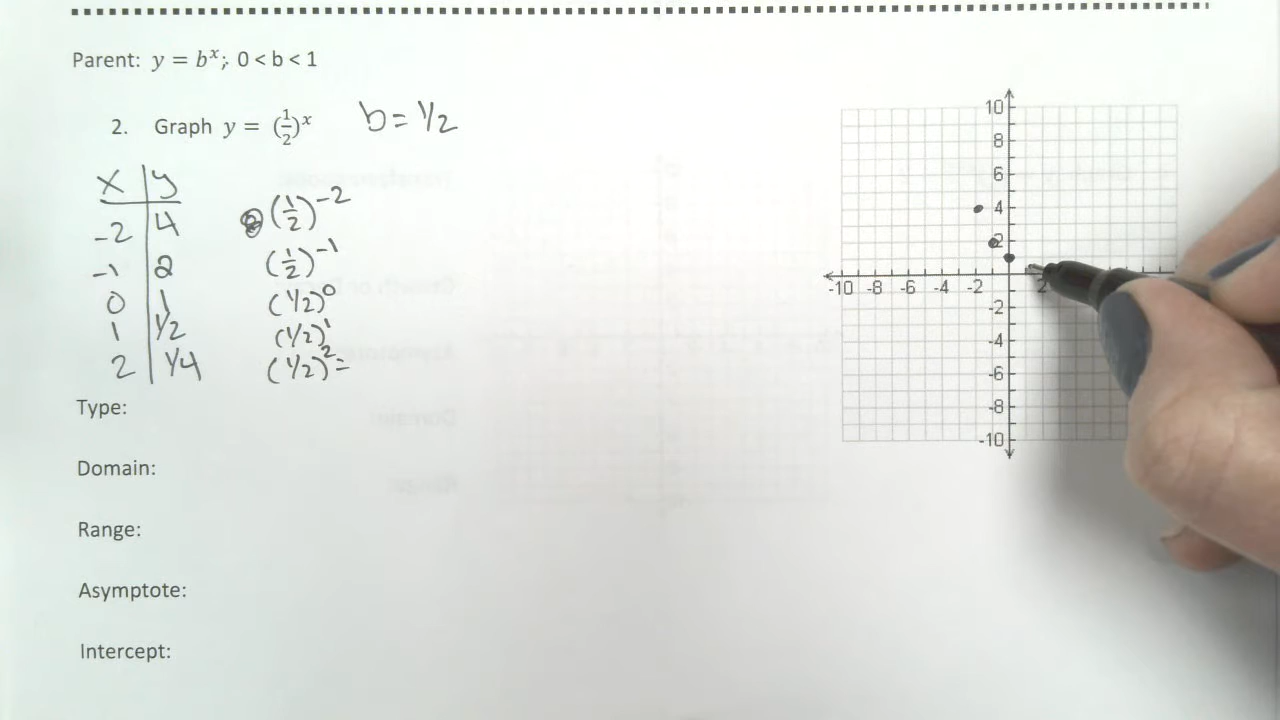 Parent: y = bˣ; 0 < b < 1
2. Graph y = (1/2)ˣ b = 1/2
x y
-2 4 (1/2)⁻²
-1 2 (1/2)⁻¹
0 1 (1/2)⁰
1 1/2 (1/2)¹
2 1/4 (1/2)² =
Type:
Domain:
Range:
Asymptote:
Intercept:
10
8
6
4
2
-10 -8 -6 -4 -2 2
-2
-4
-6
-8
-10